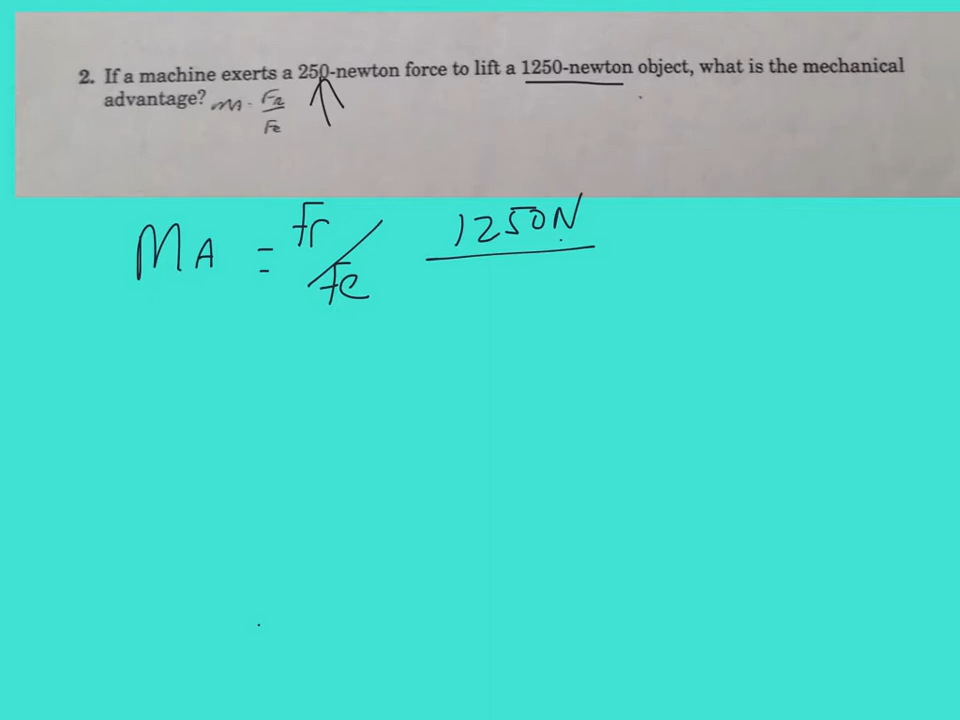 2. If a machine exerts a 250-newton force to lift a 1250-newton object, what is the mechanical
advantage? MA = FR
Fe
MA = Fr/Fe 1250N